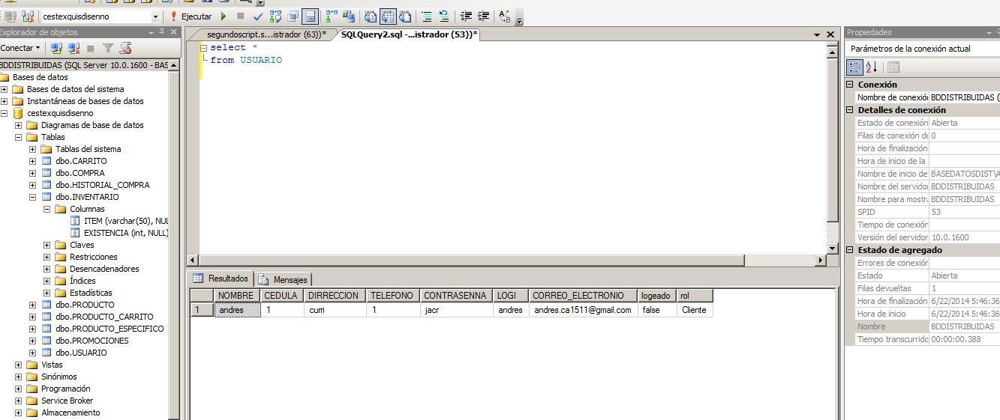 cestexquisdisenno
Ejecutar
Explorador de objetos
Conectar
BDDISTRIBUIDAS (SQL Server 10.0.1600 - BAS
Bases de datos
Bases de datos del sistema
Instantáneas de bases de datos
cestexquisdisenno
Diagramas de base de datos
Tablas
Tablas del sistema
dbo.CARRITO
dbo.COMPRA
dbo.HISTORIAL_COMPRA
dbo.INVENTARIO
Columnas
ITEM (varchar(50), NUL
EXISTENCIA (int, NULL)
Claves
Restricciones
Desencadenadores
Índices
Estadísticas
dbo.PRODUCTO
dbo.PRODUCTO_CARRITO
dbo.PRODUCTO_ESPECIFICO
dbo.PROMOCIONES
dbo.USUARIO
Vistas
Sinónimos
Programación
Service Broker
Almacenamiento
segundoscript.s...istrador (63))* SQLQuery2.sql -...istrador (53))*
select *
from USUARIO
Resultados Mensajes
NOMBRE CEDULA DIRRECCION TELEFONO CONTRASENNA LOGI CORREO_ELECTRONIO logeado rol
1 andres 1 curri 1 jacr andres andres.ca1511@gmail.com false Cliente
Propiedades
Parámetros de la conexión actual
Conexión
Nombre de conexió BDDISTRIBUIDAS (
Detalles de conexión
Estado de conexión Abierta
Filas de conexión de 0
Hora de finalización
Hora de inicio de la
Nombre de inicio de BASEDATOSDIST\A
Nombre del servidor BDDISTRIBUIDAS
Nombre para mostra BDDISTRIBUIDAS
SPID 53
Tiempo de conexión
Versión del servidor 10.0.1600
Estado de agregado
Errores de conexión
Estado Abierta
Filas devueltas 1
Hora de finalización 6/22/2014 5:46:36
Hora de inicio 6/22/2014 5:46:36
Nombre BDDISTRIBUIDAS
Tiempo transcurrido 00:00:00.388